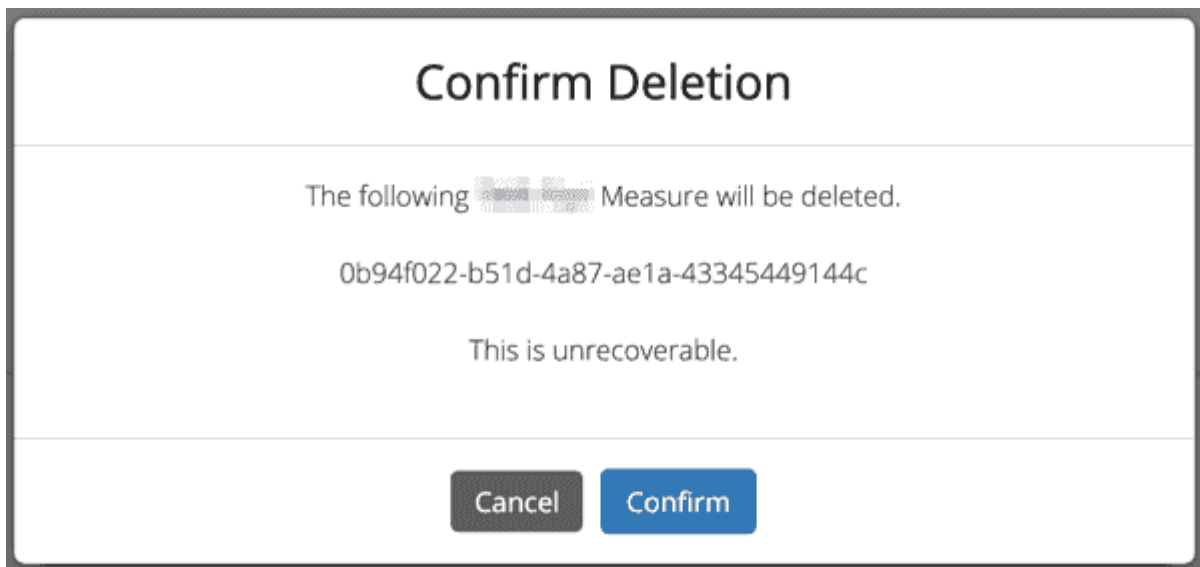 Confirm Deletion
The following Measure will be deleted.
0b94f022-b51d-4a87-ae1a-43345449144c
This is unrecoverable.
Cancel
Confirm